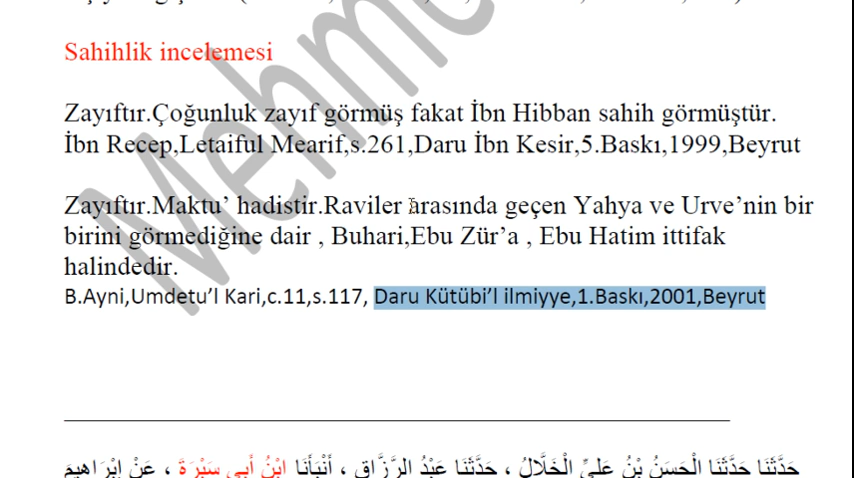 Sahihlik incelemesi
Zayıftır.Çoğunluk zayıf görmüş fakat İbn Hibban sahih görmüştür.
İbn Recep,Letaiful Mearif,s.261,Daru İbn Kesir,5.Baskı,1999,Beyrut
Zayıftır.Maktu’ hadistir.Raviler arasında geçen Yahya ve Urve’nin bir
birini görmediğine dair , Buhari,Ebu Zür’a , Ebu Hatim ittifak
halindedir.
B.Ayni,Umdetu’l Kari,c.11,s.117, Daru Kütübi’l ilmiyye,1.Baskı,2001,Beyrut
حَدَّثَنَا حَدَّثَنَا الْحَسَنُ بْنُ عَلِيٍّ الْخَلَّالُ ، حَدَّثَنَا عَبْدُ الرَّزَّاقِ ، أَنْبَأَنَا ابْنُ أَبِي سَبْرَةَ ، عَنْ إِبْرَاهِيمَ